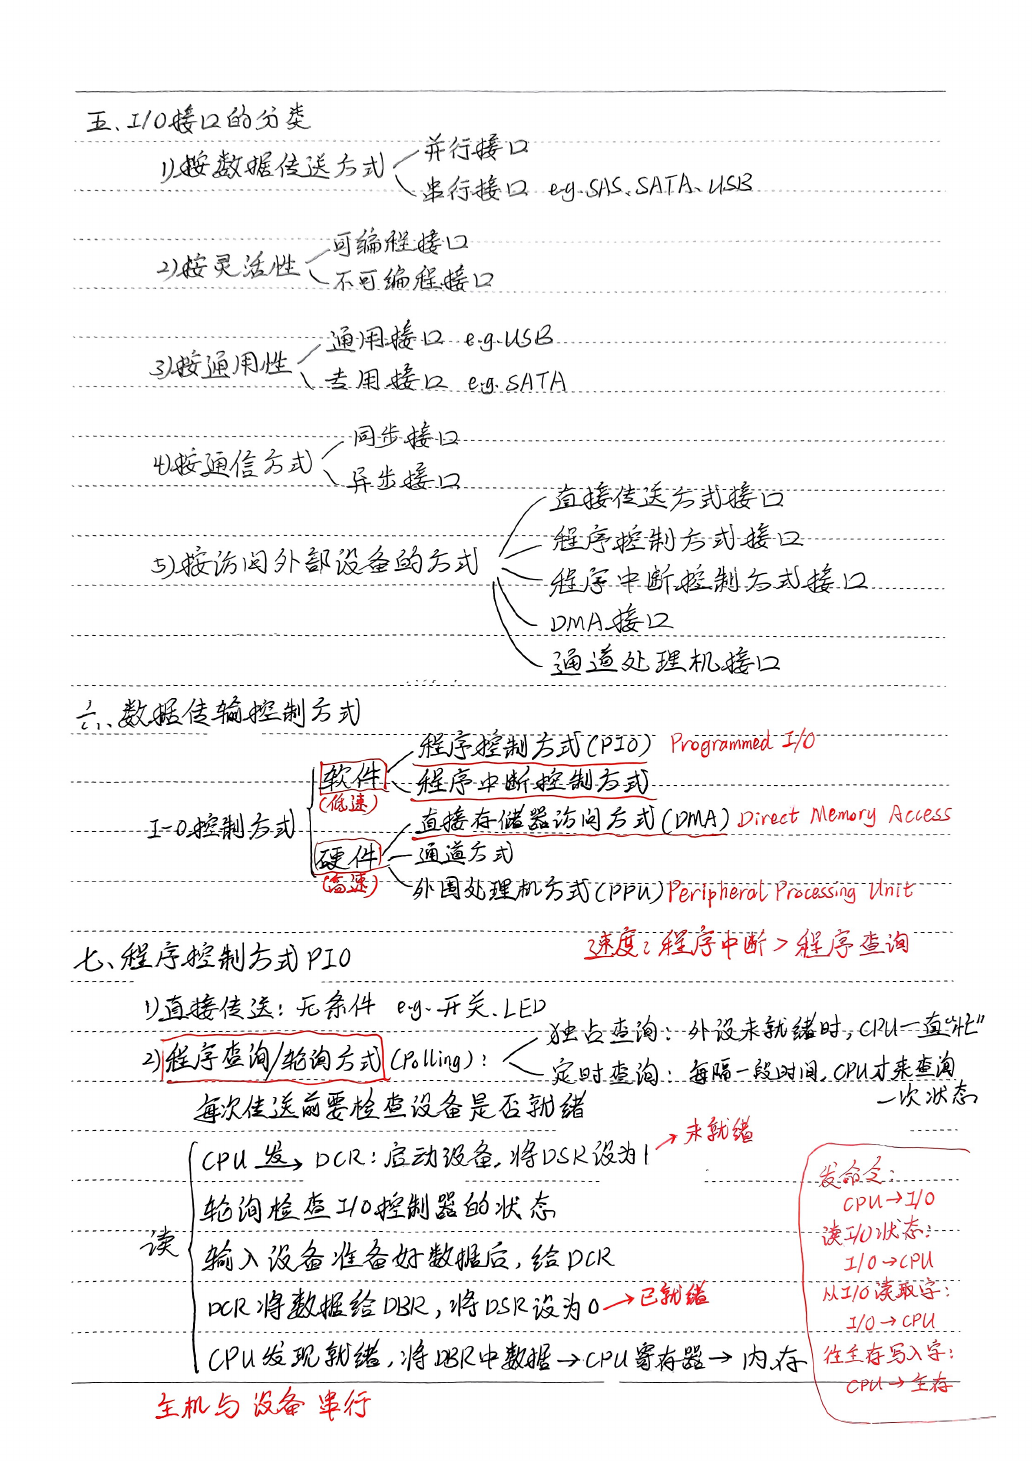 五、I/O接口的分类
并行接口
1)按数据传送方式
串行接口 e.g.SAS、SATA、USB
可编程接口
2)按灵活性
不可编程接口
通用接口 e.g.USB
3)按通用性
专用接口 e.g.SATA
同步接口
4)按通信方式
异步接口
直接传送方式接口
程序控制方式接口
5)按访问外部设备的方式
程序中断控制方式接口
DMA接口
通道处理机接口
六、数据传输控制方式
程序控制方式(PIO) Programmed I/O
软件
程序中断控制方式
(低速)
I-O控制方式
直接存储器访问方式(DMA) Direct Memory Access
硬件
通道方式
(高速)
外围处理机方式(PPU) Peripheral Processing Unit
速度:程序中断>程序查询
七、程序控制方式PIO
1)直接传送:无条件 e.g.开关、LED
独占查询:外设未就绪时,CPU一直"忙"
2)程序查询/轮询方式(Polling):
定时查询:每隔一段时间,CPU才来查询
一次状态
每次传送前要检查设备是否就绪
→未就绪
CPU 发→ DCR:启动设备,将DSR设为1
轮询检查I/O控制器的状态
读
输入设备准备好数据后,给DCR
DCR将数据给DBR,将DSR设为0→已就绪
CPU发现就绪,将DBR中数据→CPU寄存器→内存
主机与设备 串行
发命令:
CPU→I/O
读I/O状态:
I/O→CPU
从I/O读取字:
I/O→CPU
往主存写入字:
CPU→主存